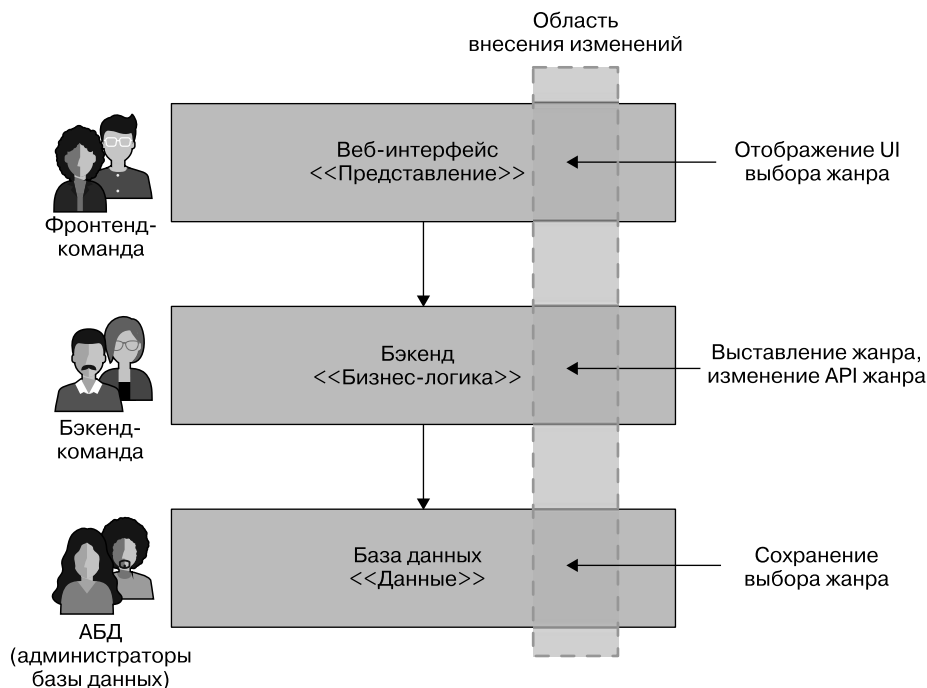 Область
внесения изменений
Веб-интерфейс
<<Представление>>
Отображение UI
выбора жанра
Фронтенд-
команда
Бэкенд
<<Бизнес-логика>>
Выставление жанра,
изменение API жанра
Бэкенд-
команда
База данных
<<Данные>>
Сохранение
выбора жанра
АБД
(администраторы
базы данных)